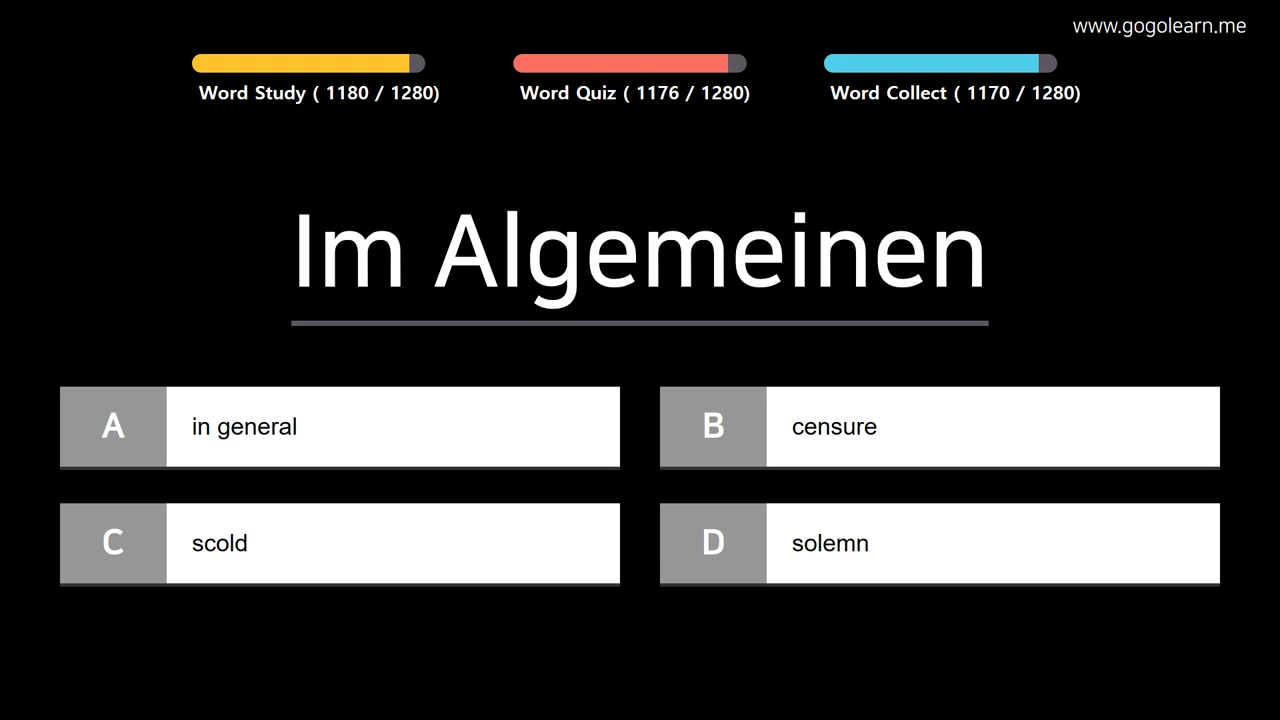 www.gogolearn.me
Word Study ( 1180 / 1280)
Word Quiz ( 1176 / 1280)
Word Collect ( 1170 / 1280)
Im Algemeinen
A
in general
B
censure
C
scold
D
solemn